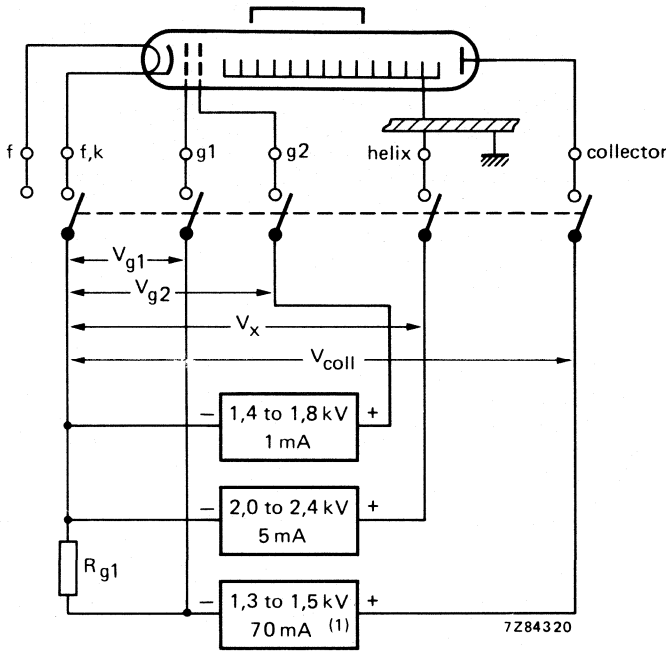 f f,k g1 g2 helix collector
Vg1
Vg2
Vx
Vcoll
− 1,4 to 1,8 kV +
1 mA
− 2,0 to 2,4 kV +
5 mA
Rg1
− 1,3 to 1,5 kV +
70 mA (1)
7Z84320